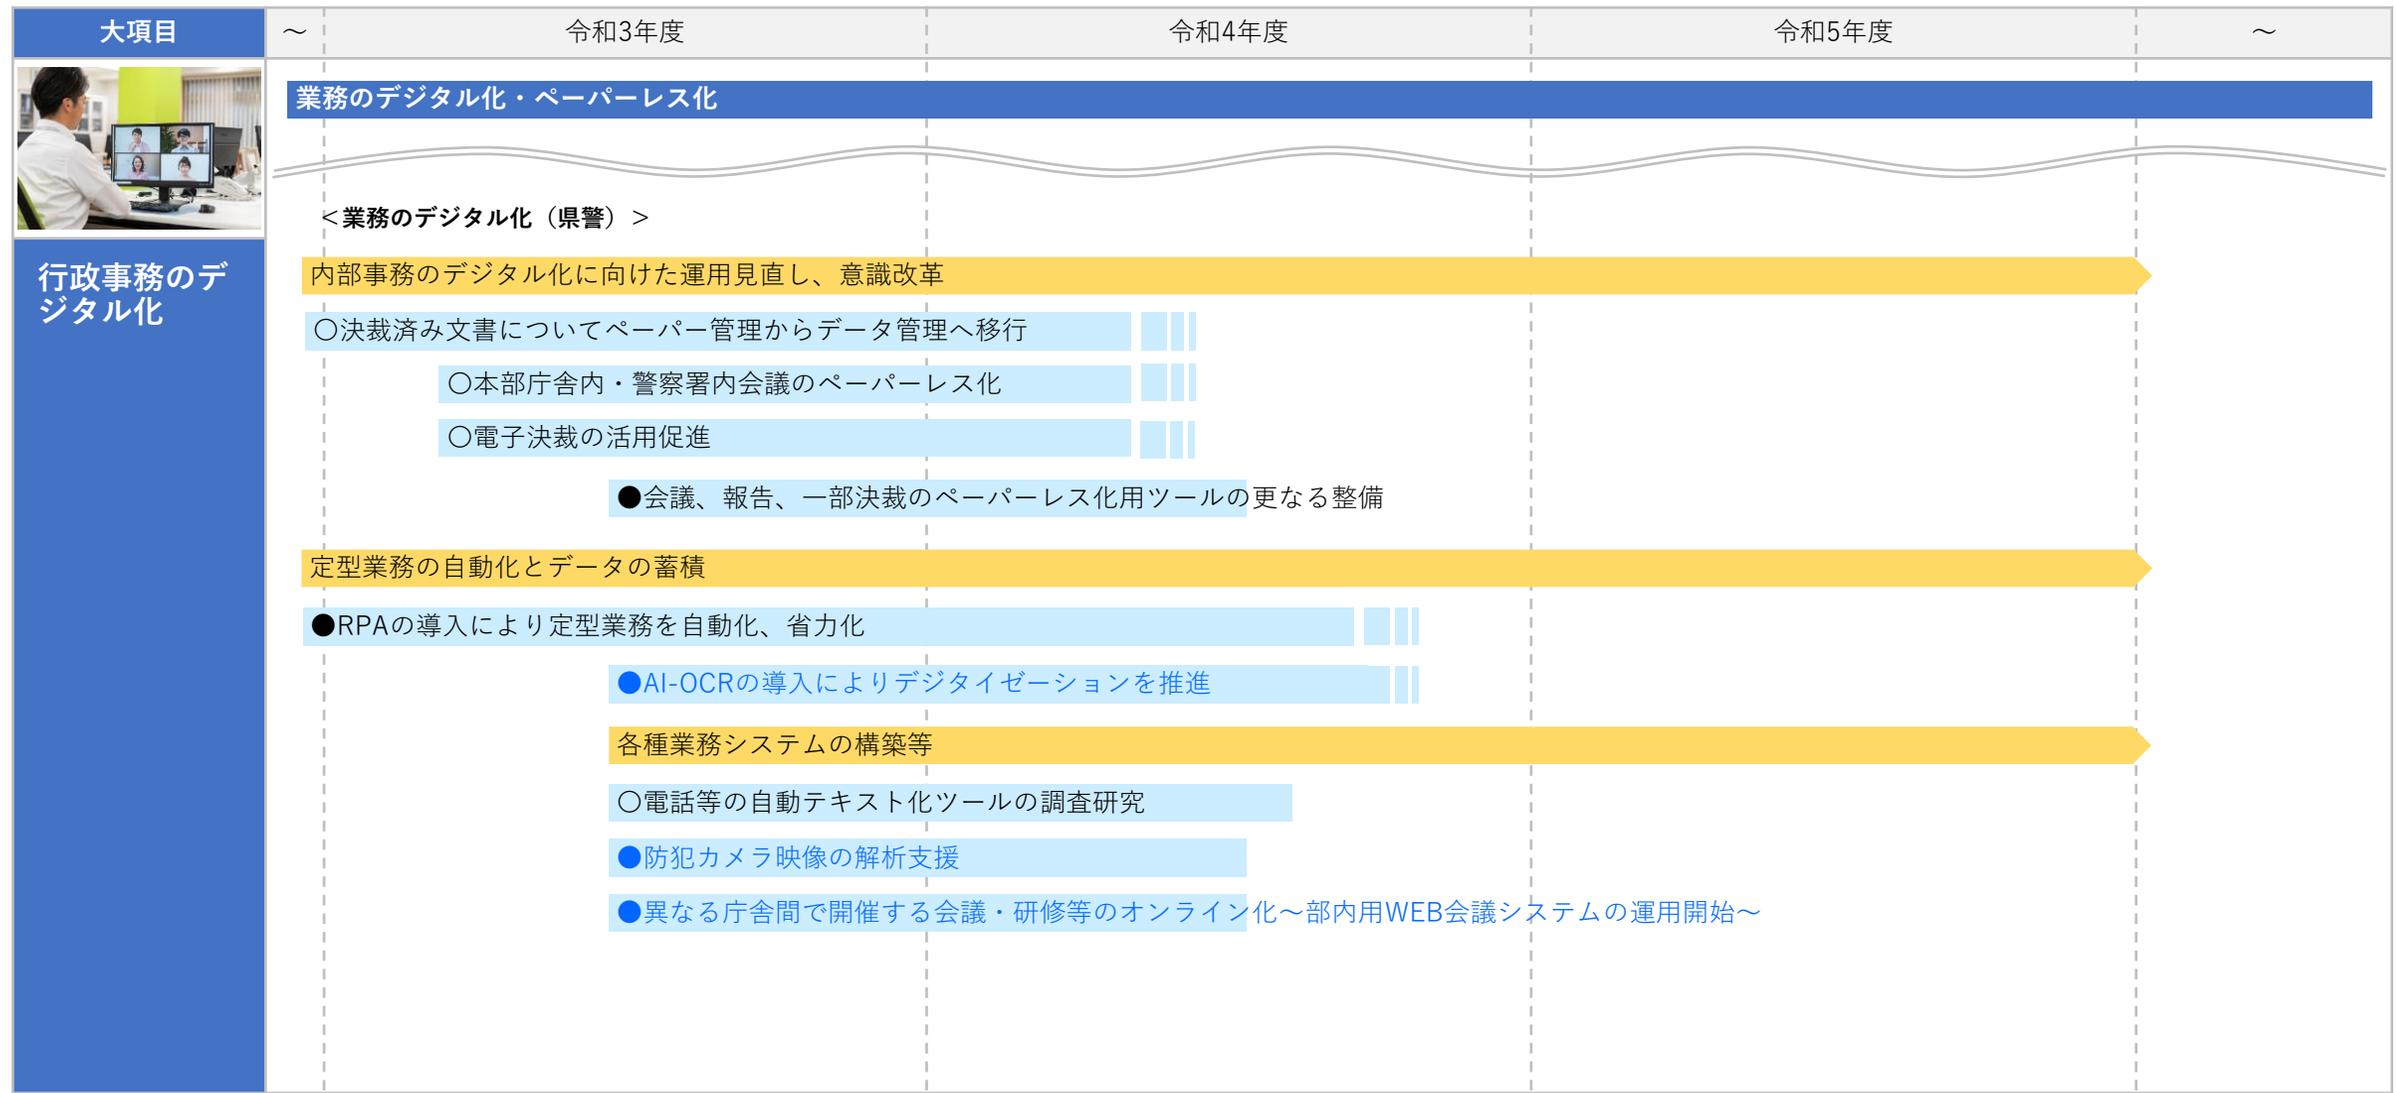 大項目
～
令和3年度
令和4年度
令和5年度
～
業務のデジタル化・ペーパーレス化
＜業務のデジタル化（県警）＞
行政事務のデ
ジタル化
内部事務のデジタル化に向けた運用見直し、意識改革
〇決裁済み文書についてペーパー管理からデータ管理へ移行
〇本部庁舎内・警察署内会議のペーパーレス化
〇電子決裁の活用促進
●会議、報告、一部決裁のペーパーレス化用ツールの更なる整備
定型業務の自動化とデータの蓄積
●RPAの導入により定型業務を自動化、省力化
●AI-OCRの導入によりデジタイゼーションを推進
各種業務システムの構築等
〇電話等の自動テキスト化ツールの調査研究
●防犯カメラ映像の解析支援
●異なる庁舎間で開催する会議・研修等のオンライン化～部内用WEB会議システムの運用開始～